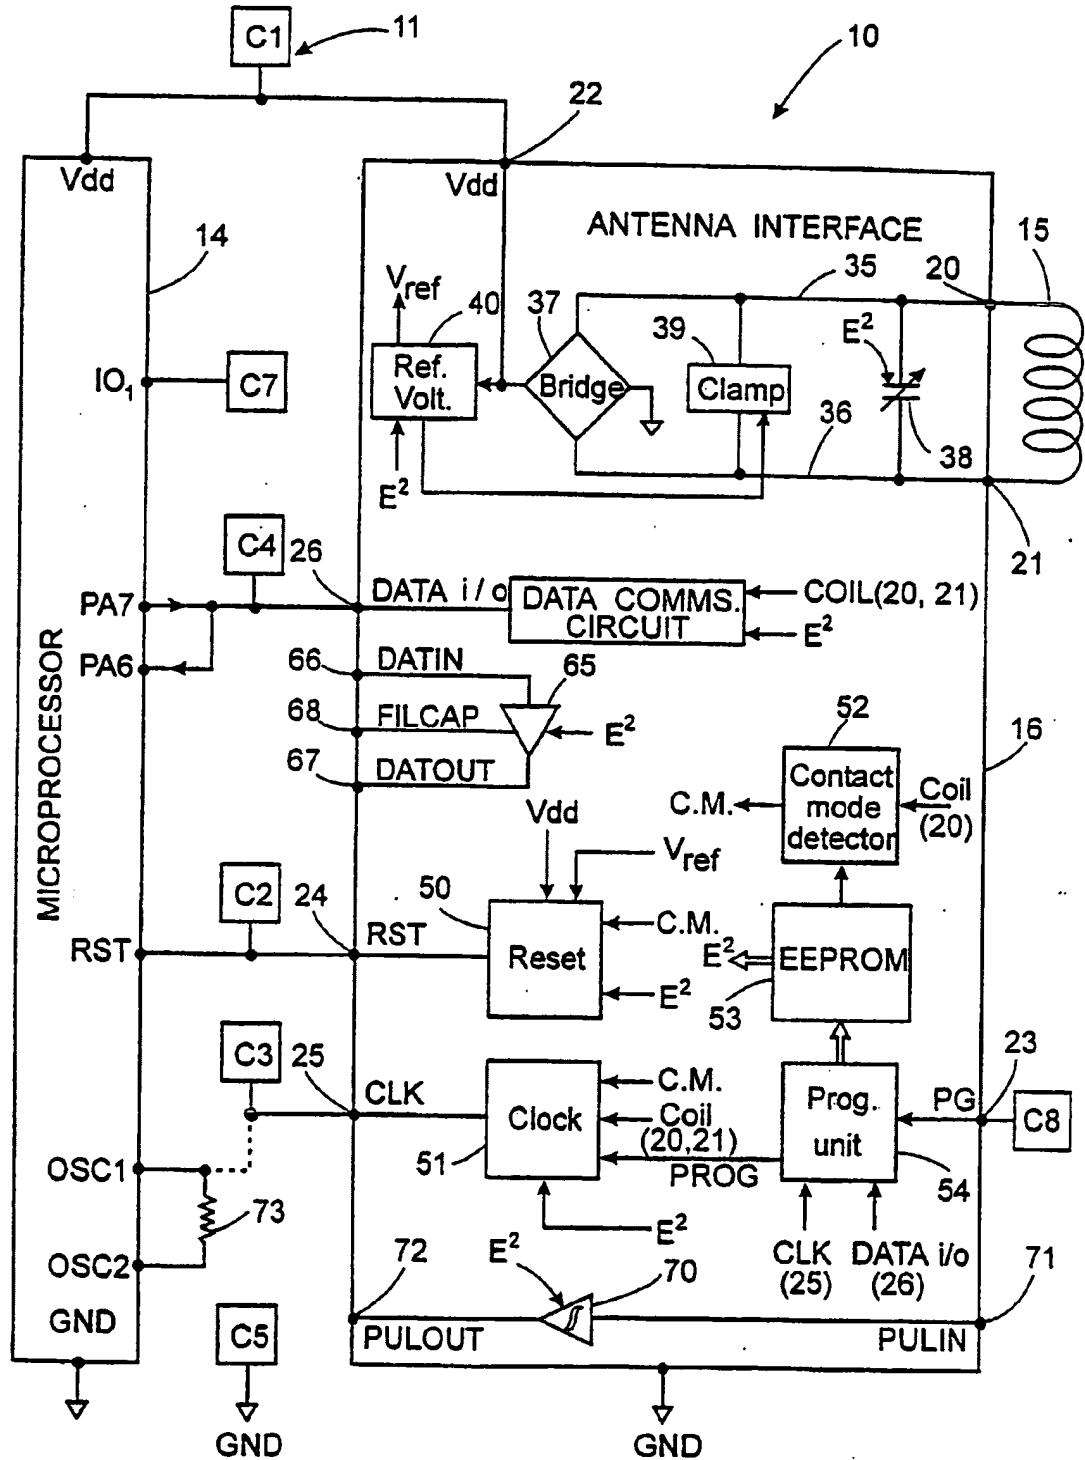 C1
11
10
22
Vdd
Vdd
ANTENNA INTERFACE
14
15
20
35
Vref
40
37
39
E²
Ref.
Volt.
Bridge
Clamp
IO₁
C7
36
38
E²
21
C4
26
DATA i/o
DATA COMMS.
CIRCUIT
COIL(20, 21)
E²
PA7
PA6
66
DATIN
65
68
FILCAP
E²
67
DATOUT
52
16
Contact
mode
detector
C.M.
Coil
(20)
Vdd
Vref
MICROPROCESSOR
C2
24
50
RST
RST
Reset
C.M.
E²
E²
EEPROM
53
C3
25
CLK
Clock
51
C.M.
Coil
(20,21)
PROG
E²
Prog.
unit
PG
23
C8
54
OSC1
73
OSC2
CLK
(25)
DATA i/o
(26)
72
E²
70
71
GND
C5
PULOUT
PULIN
GND
GND